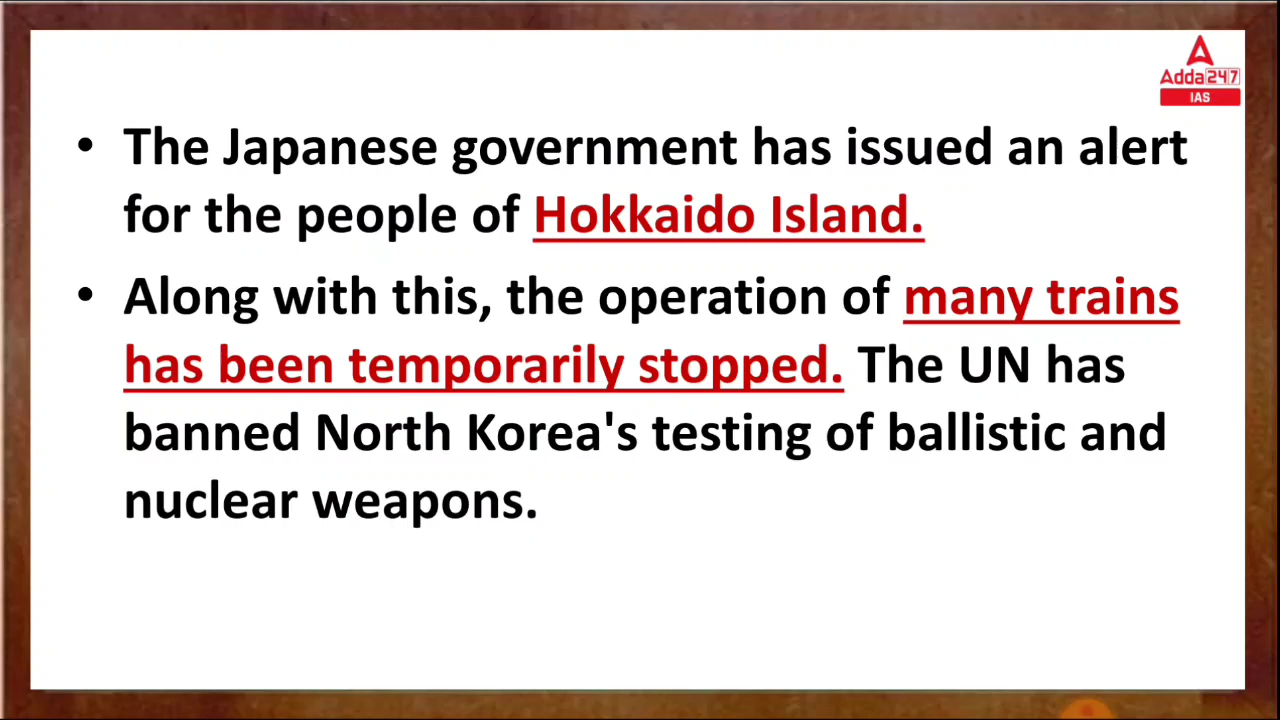 Adda247
IAS
• The Japanese government has issued an alert
for the people of Hokkaido Island.
• Along with this, the operation of many trains
has been temporarily stopped. The UN has
banned North Korea's testing of ballistic and
nuclear weapons.